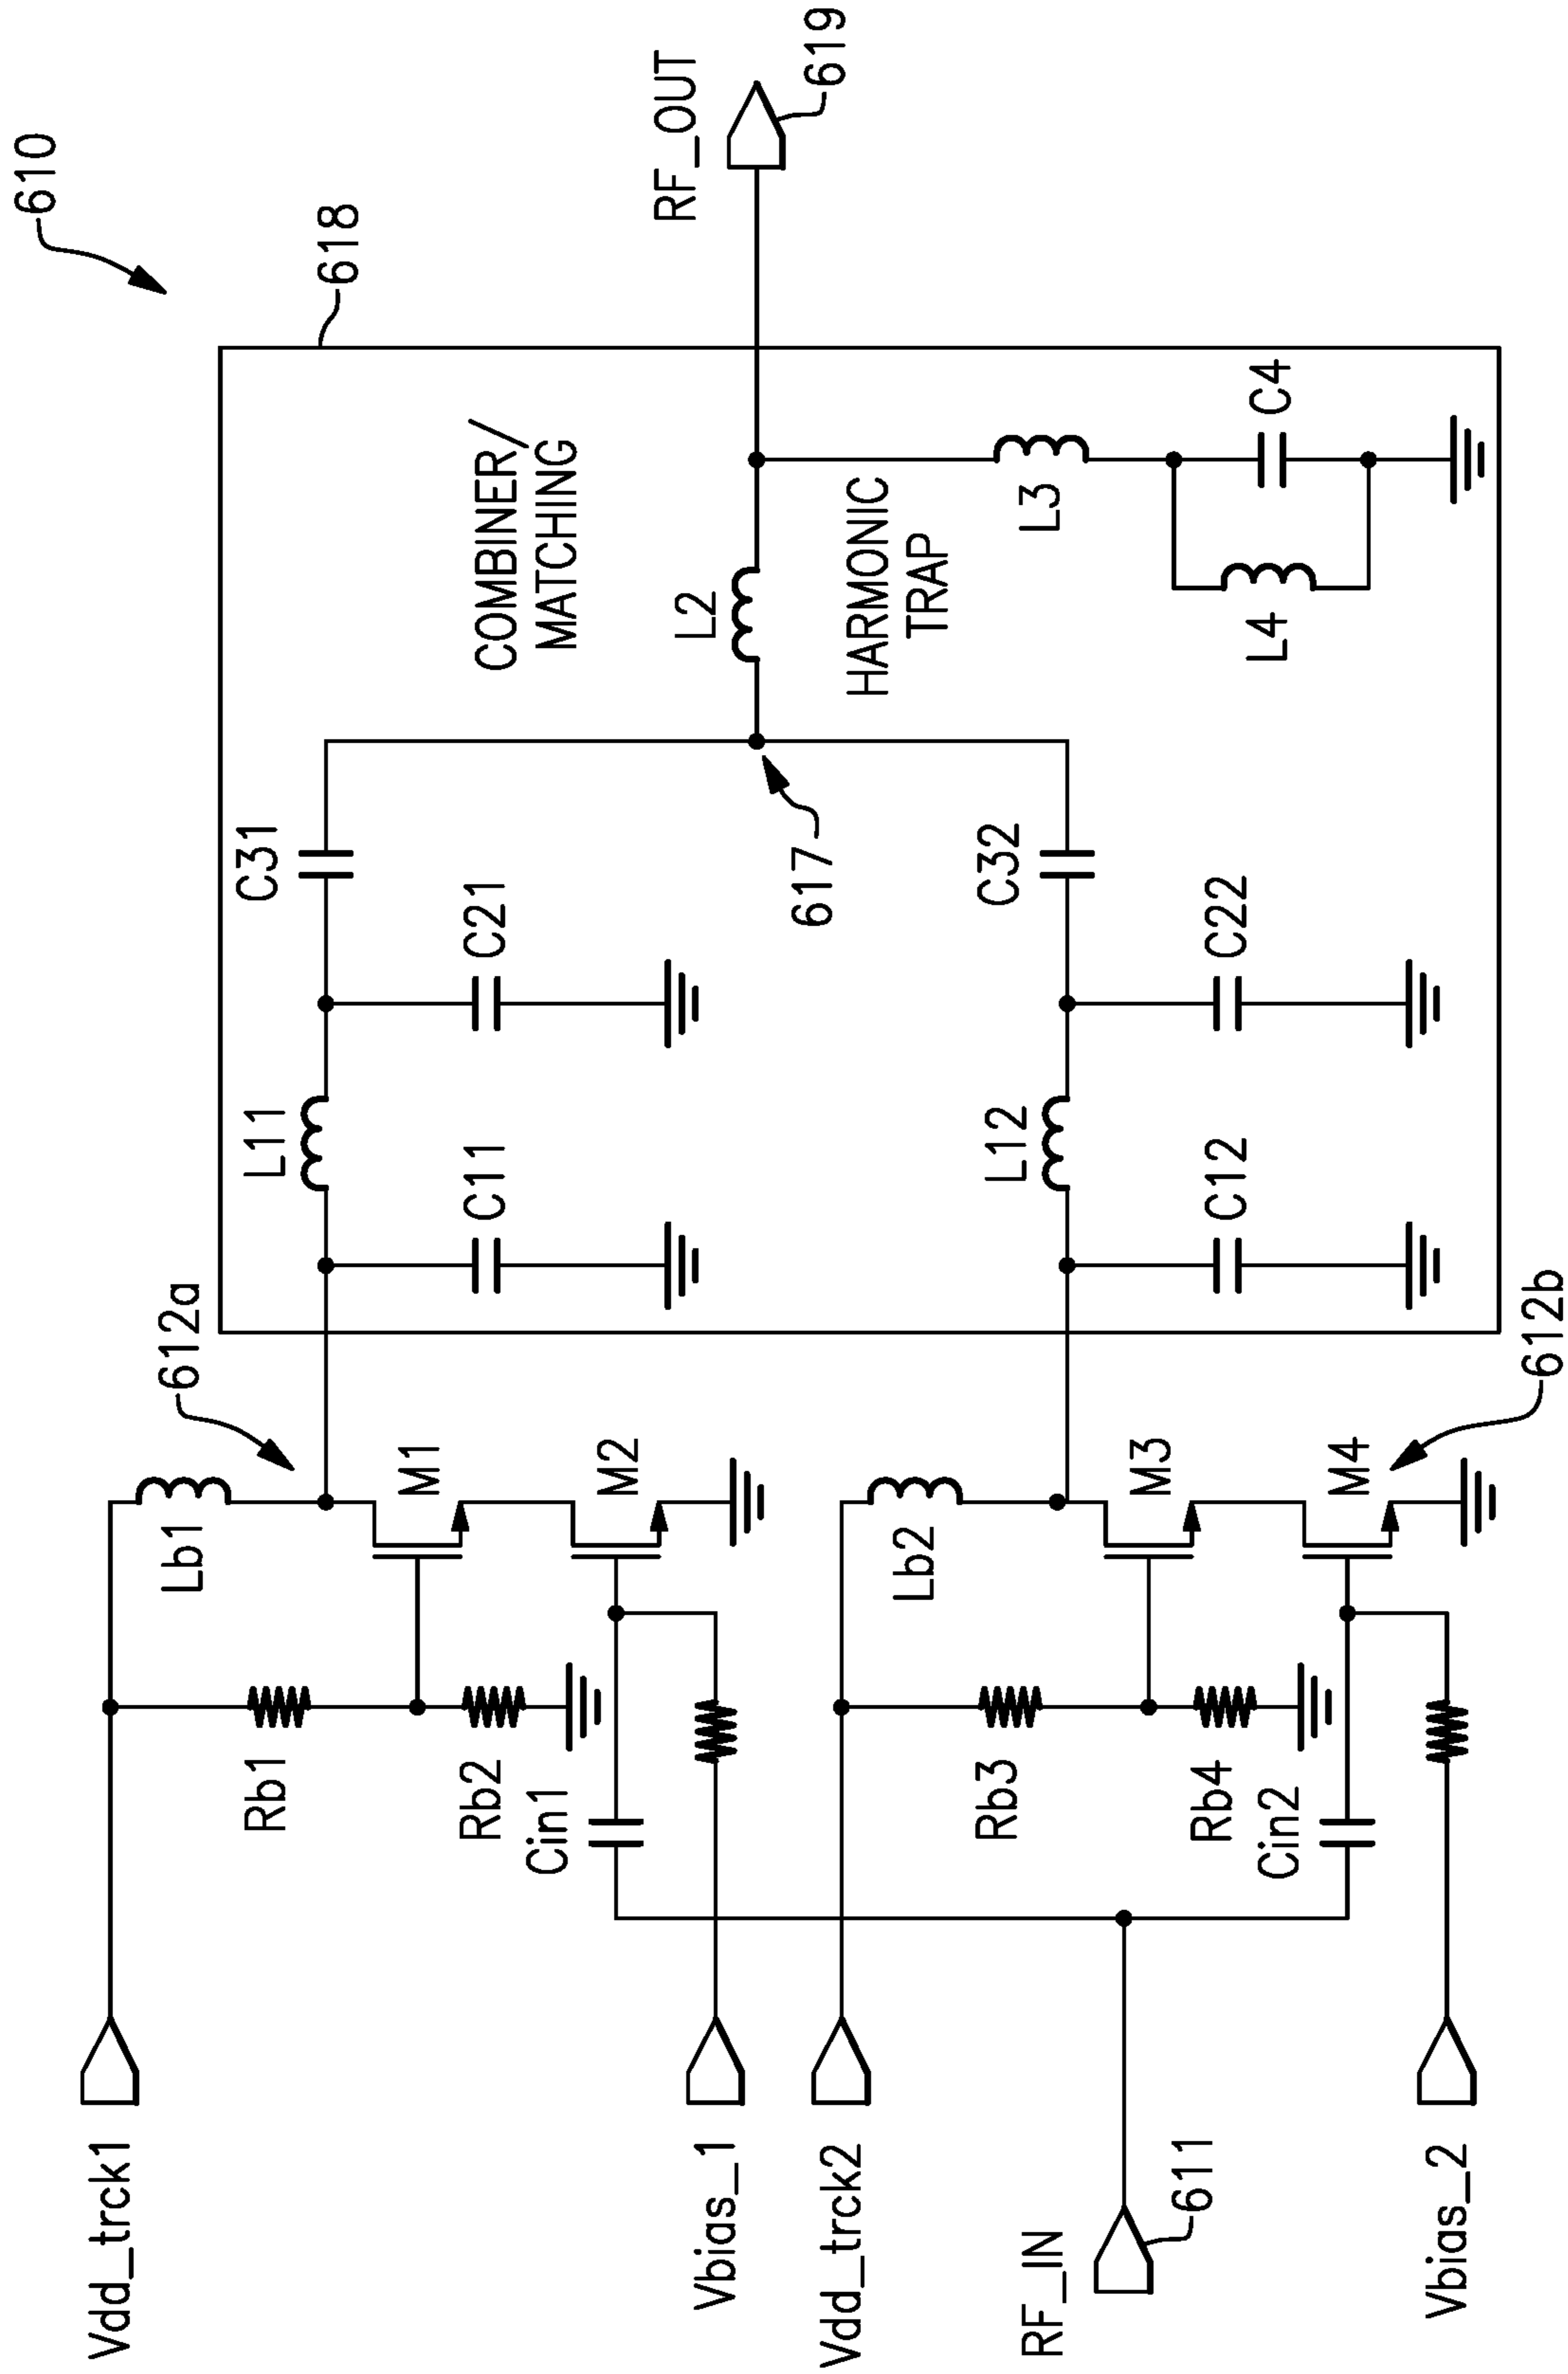 610
618
RF_OUT
619
COMBINER/
MATCHING
L2
HARMONIC
TRAP
L3
C4
L4
617
C31
C21
L11
C11
C32
C22
L12
C12
612a
612b
Lb1
M1
M2
Rb1
Rb2
Cin1
Lb2
M3
M4
Rb3
Rb4
Cin2
Vdd_trck1
Vbias_1
Vdd_trck2
RF_IN
611
Vbias_2